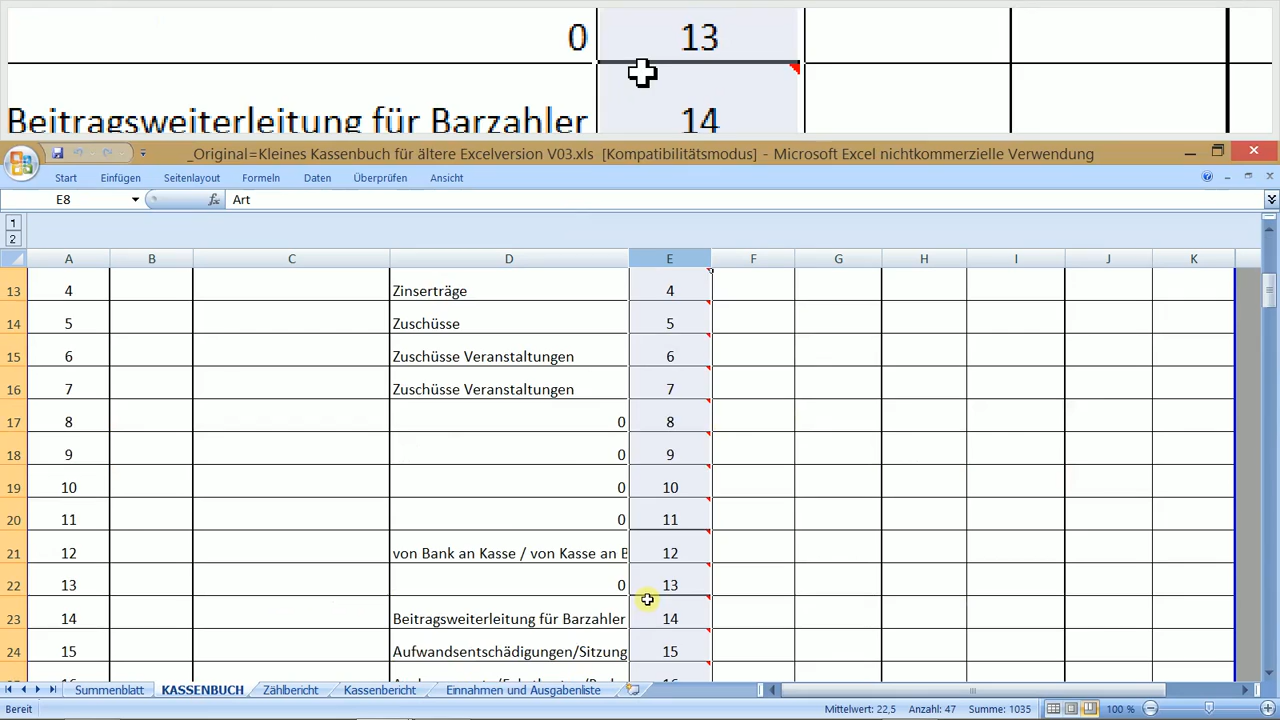 0 13
Beitragsweiterleitung für Barzahler 14
_Original=Kleines Kassenbuch für ältere Excelversion V03.xls [Kompatibilitätsmodus] - Microsoft Excel nichtkommerzielle Verwendung
Start Einfügen Seitenlayout Formeln Daten Überprüfen Ansicht
E8 fx Art
1
2
A B C D E F G H I J K
13 4 Zinserträge 4
14 5 Zuschüsse 5
15 6 Zuschüsse Veranstaltungen 6
16 7 Zuschüsse Veranstaltungen 7
17 8 0 8
18 9 0 9
19 10 0 10
20 11 0 11
21 12 von Bank an Kasse / von Kasse an B 12
22 13 0 13
23 14 Beitragsweiterleitung für Barzahler 14
24 15 Aufwandsentschädigungen/Sitzung 15
Summenblatt KASSENBUCH Zählbericht Kassenbericht Einnahmen und Ausgabenliste
Bereit Mittelwert: 22,5 Anzahl: 47 Summe: 1035 100 %